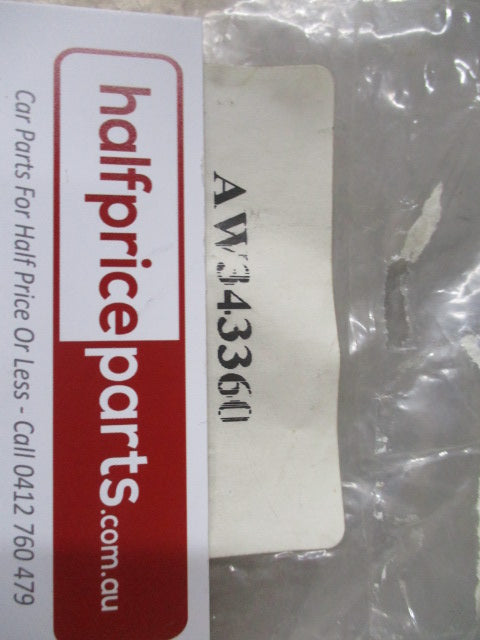 AW343360
halfpriceparts.com.au
Car Parts For Half Price Or Less - Call 0412 760 479